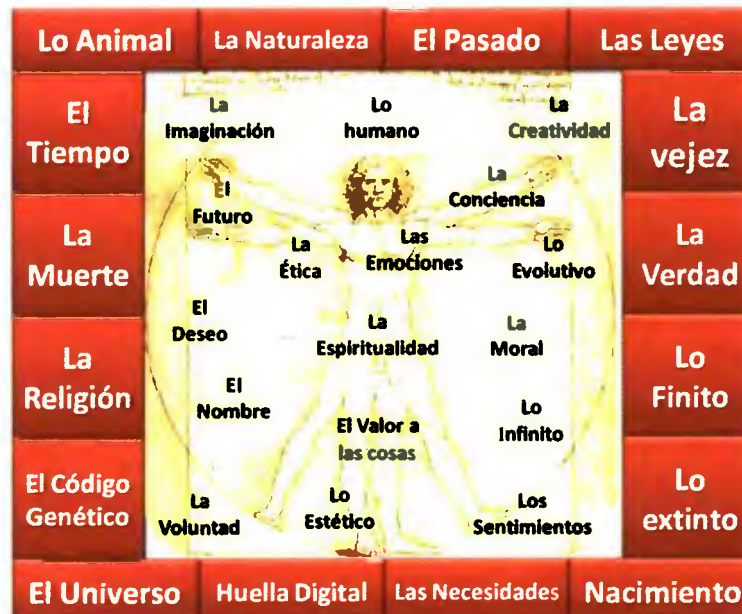 Lo Animal
La Naturaleza
El Pasado
Las Leyes
El
Tiempo
La
Muerte
La
Religión
El Código
Genético
La
Imaginación
Lo
humano
La
Creatividad
El
Futuro
La
Conciencia
La
Ética
Las
Emociones
Lo
Evolutivo
El
Deseo
La
Espiritualidad
La
Moral
El
Nombre
El Valor a
las cosas
Lo
Infinito
La
Voluntad
Lo
Estético
Los
Sentimientos
La
vejez
La
Verdad
Lo
Finito
Lo
extinto
El Universo
Huella Digital
Las Necesidades
Nacimiento